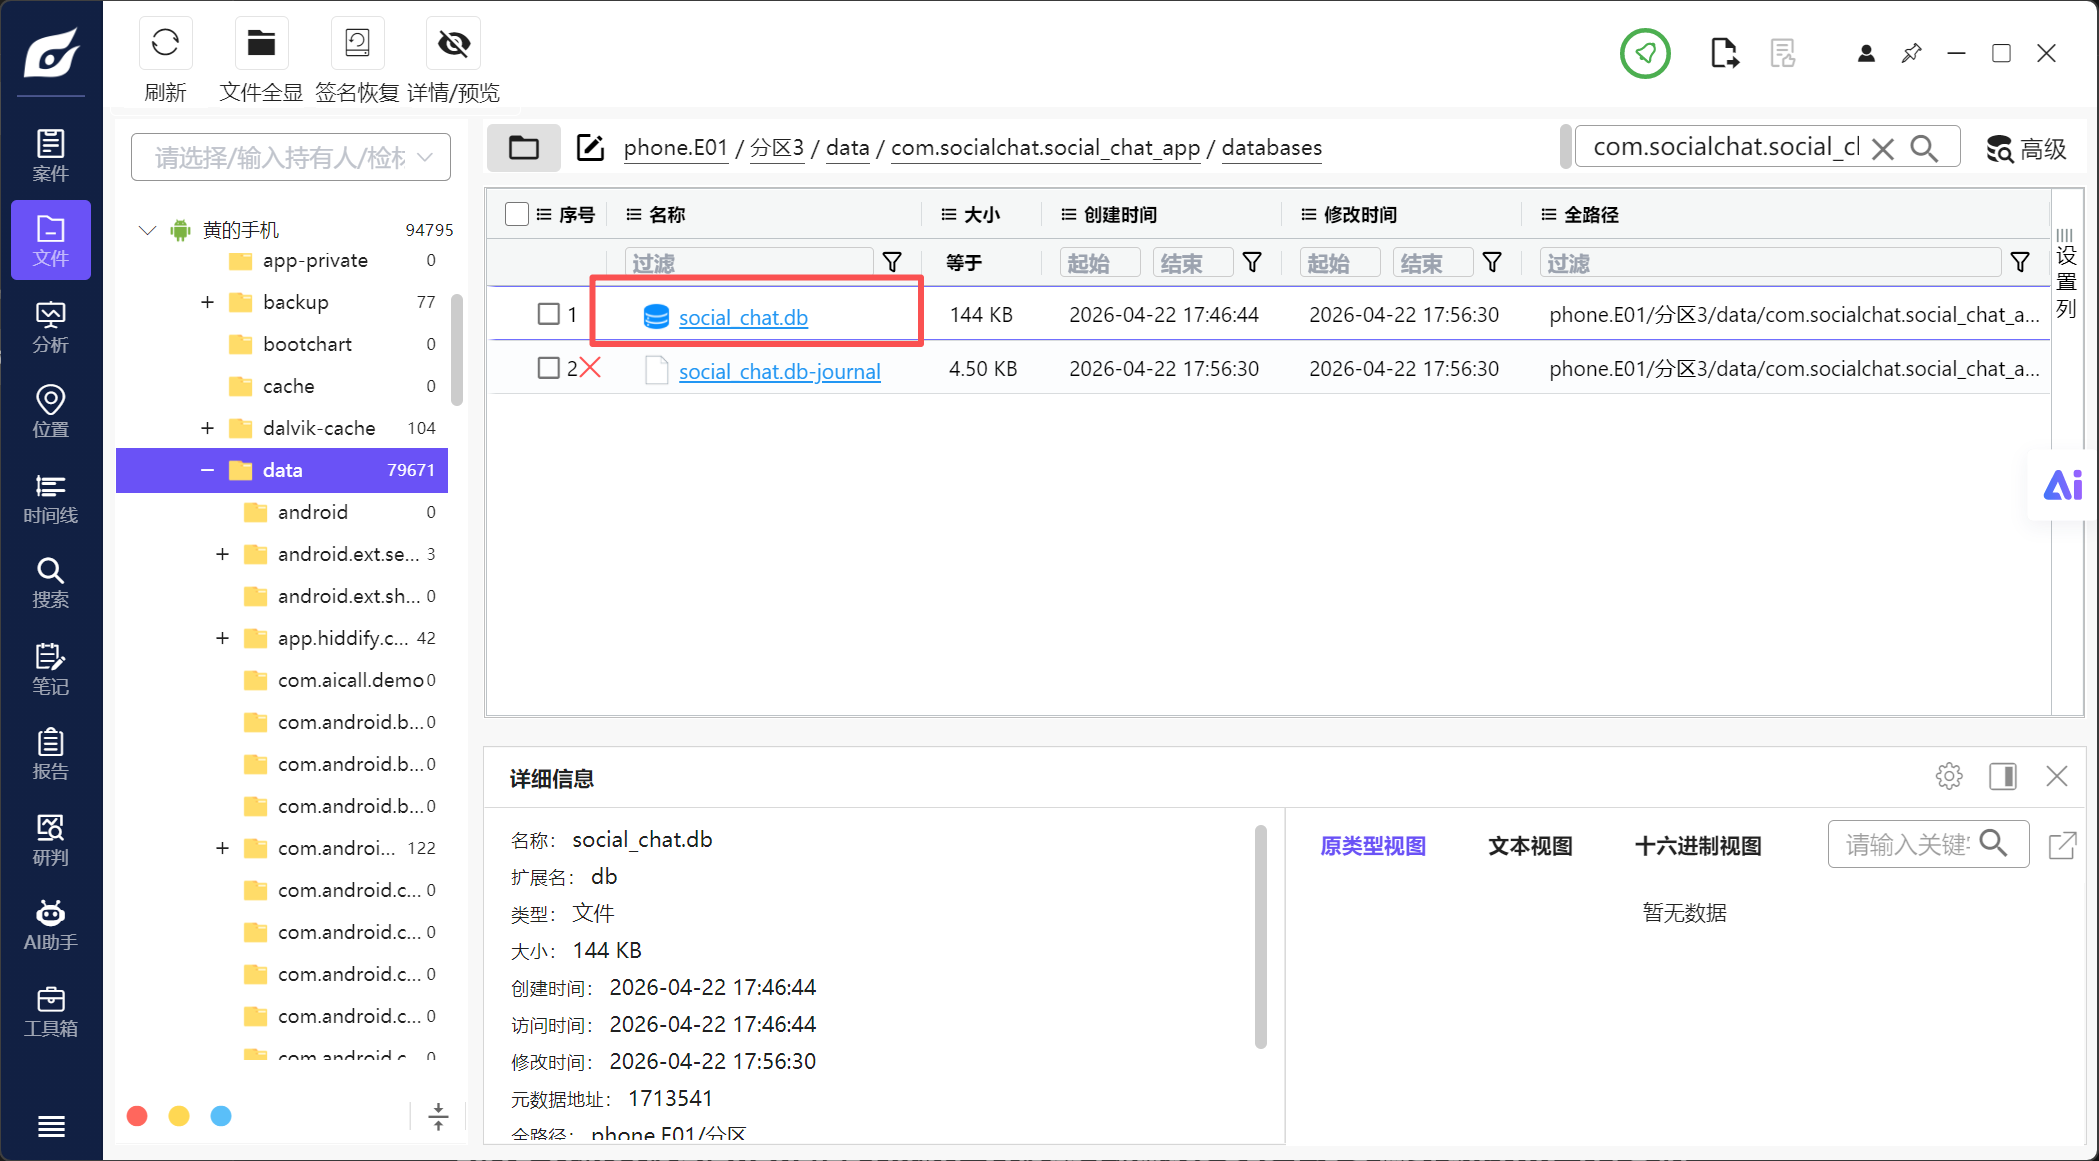 刷新
文件全显
签名恢复
详情/预览
案件
文件
分析
位置
时间线
搜索
笔记
报告
研判
AI助手
工具箱
请选择/输入持有人/检材
黄的手机 94795
app-private 0
backup 77
bootchart 0
cache 0
dalvik-cache 104
data 79671
android 0
android.ext.se... 3
android.ext.sh... 0
app.hiddify.c... 42
com.aicall.demo 0
com.android.b... 0
com.android.b... 0
com.android.b... 0
com.androi... 122
com.android.c... 0
com.android.c... 0
com.android.c... 0
com.android.c... 0
com.android.c 0
phone.E01 / 分区3 / data / com.socialchat.social_chat_app / databases
com.socialchat.social_cl
高级
序号 名称 大小 创建时间 修改时间 全路径
过滤 等于 起始 结束 起始 结束 过滤
1 social_chat.db 144 KB 2026-04-22 17:46:44 2026-04-22 17:56:30 phone.E01/分区3/data/com.socialchat.social_chat_a...
2 social_chat.db-journal 4.50 KB 2026-04-22 17:56:30 2026-04-22 17:56:30 phone.E01/分区3/data/com.socialchat.social_chat_a...
设置列
Ai
详细信息
名称: social_chat.db
扩展名: db
类型: 文件
大小: 144 KB
创建时间: 2026-04-22 17:46:44
访问时间: 2026-04-22 17:46:44
修改时间: 2026-04-22 17:56:30
元数据地址: 1713541
全路径: phone.E01/分区
原类型视图 文本视图 十六进制视图
请输入关键
暂无数据